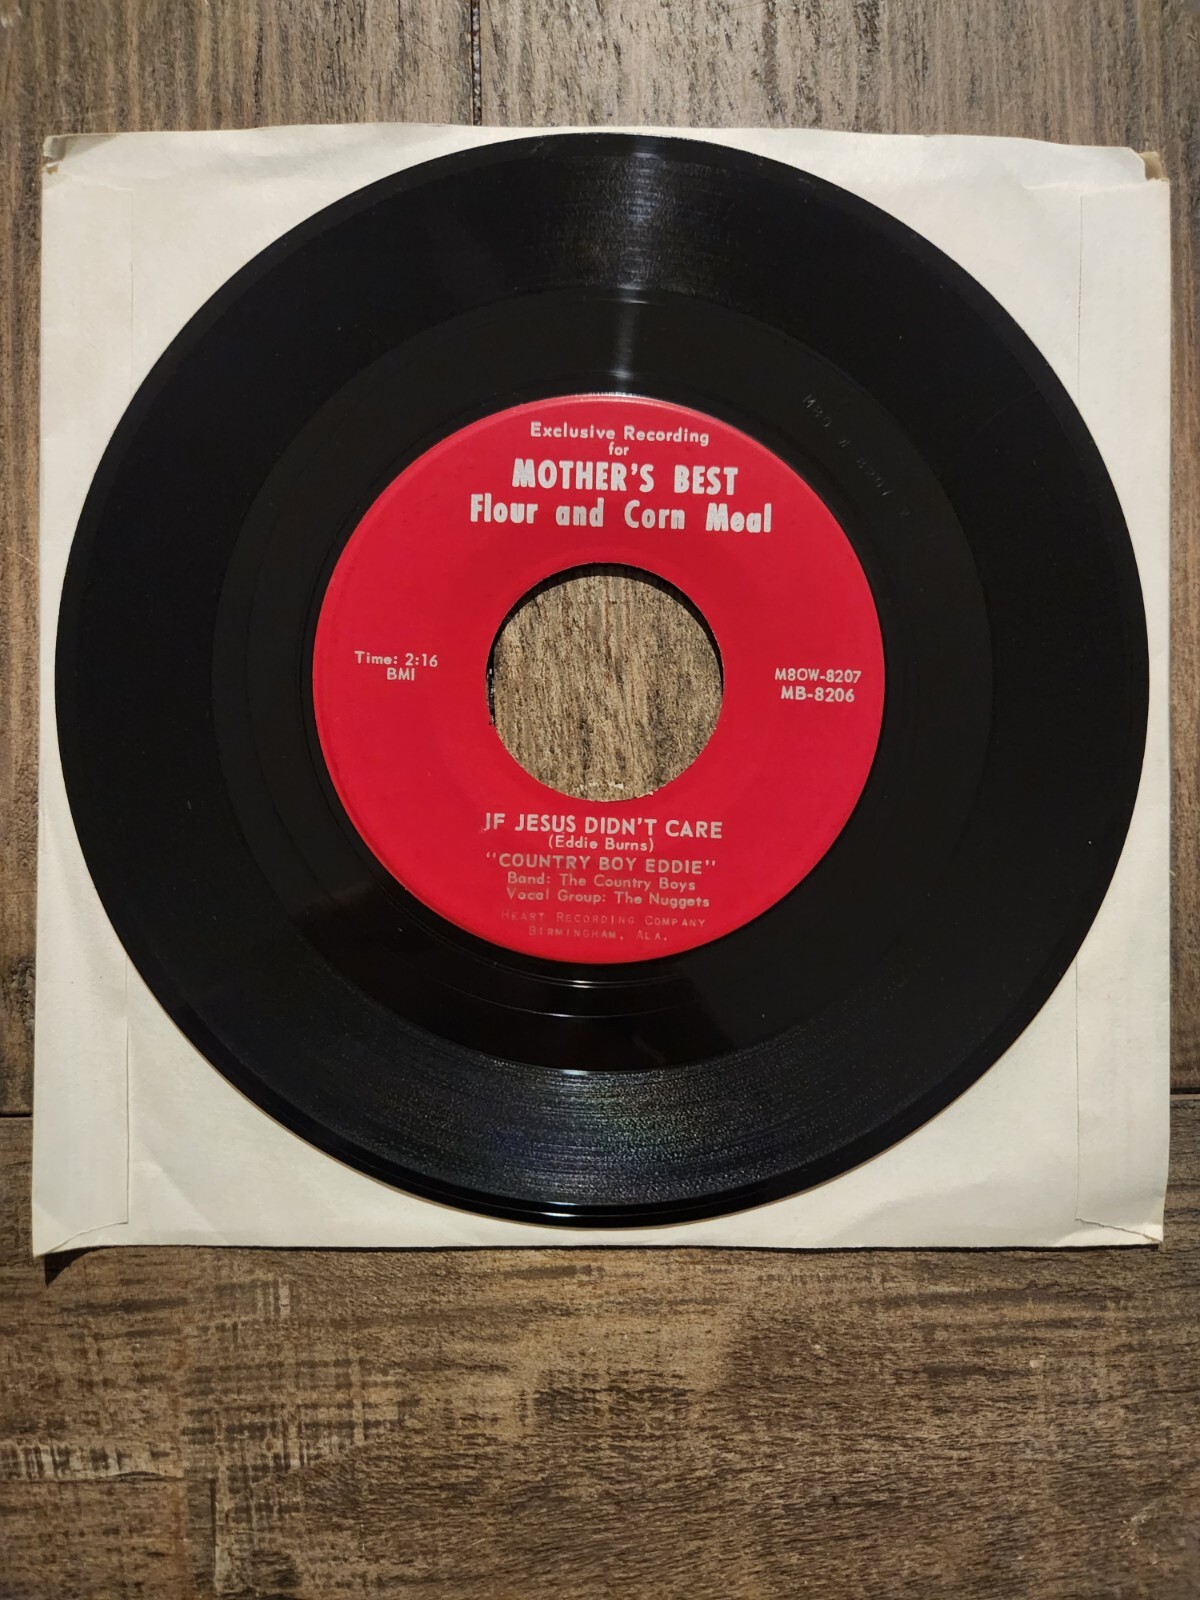 Exclusive Recording
for
MOTHER'S BEST
Flour and Corn Meal
Time: 2:16
BMI
M8OW-8207
MB-8206
IF JESUS DIDN'T CARE
(Eddie Burns)
"COUNTRY BOY EDDIE"
Band: The Country Boys
Vocal Group: The Nuggets
HEART RECORDING COMPANY
BIRMINGHAM, ALA.